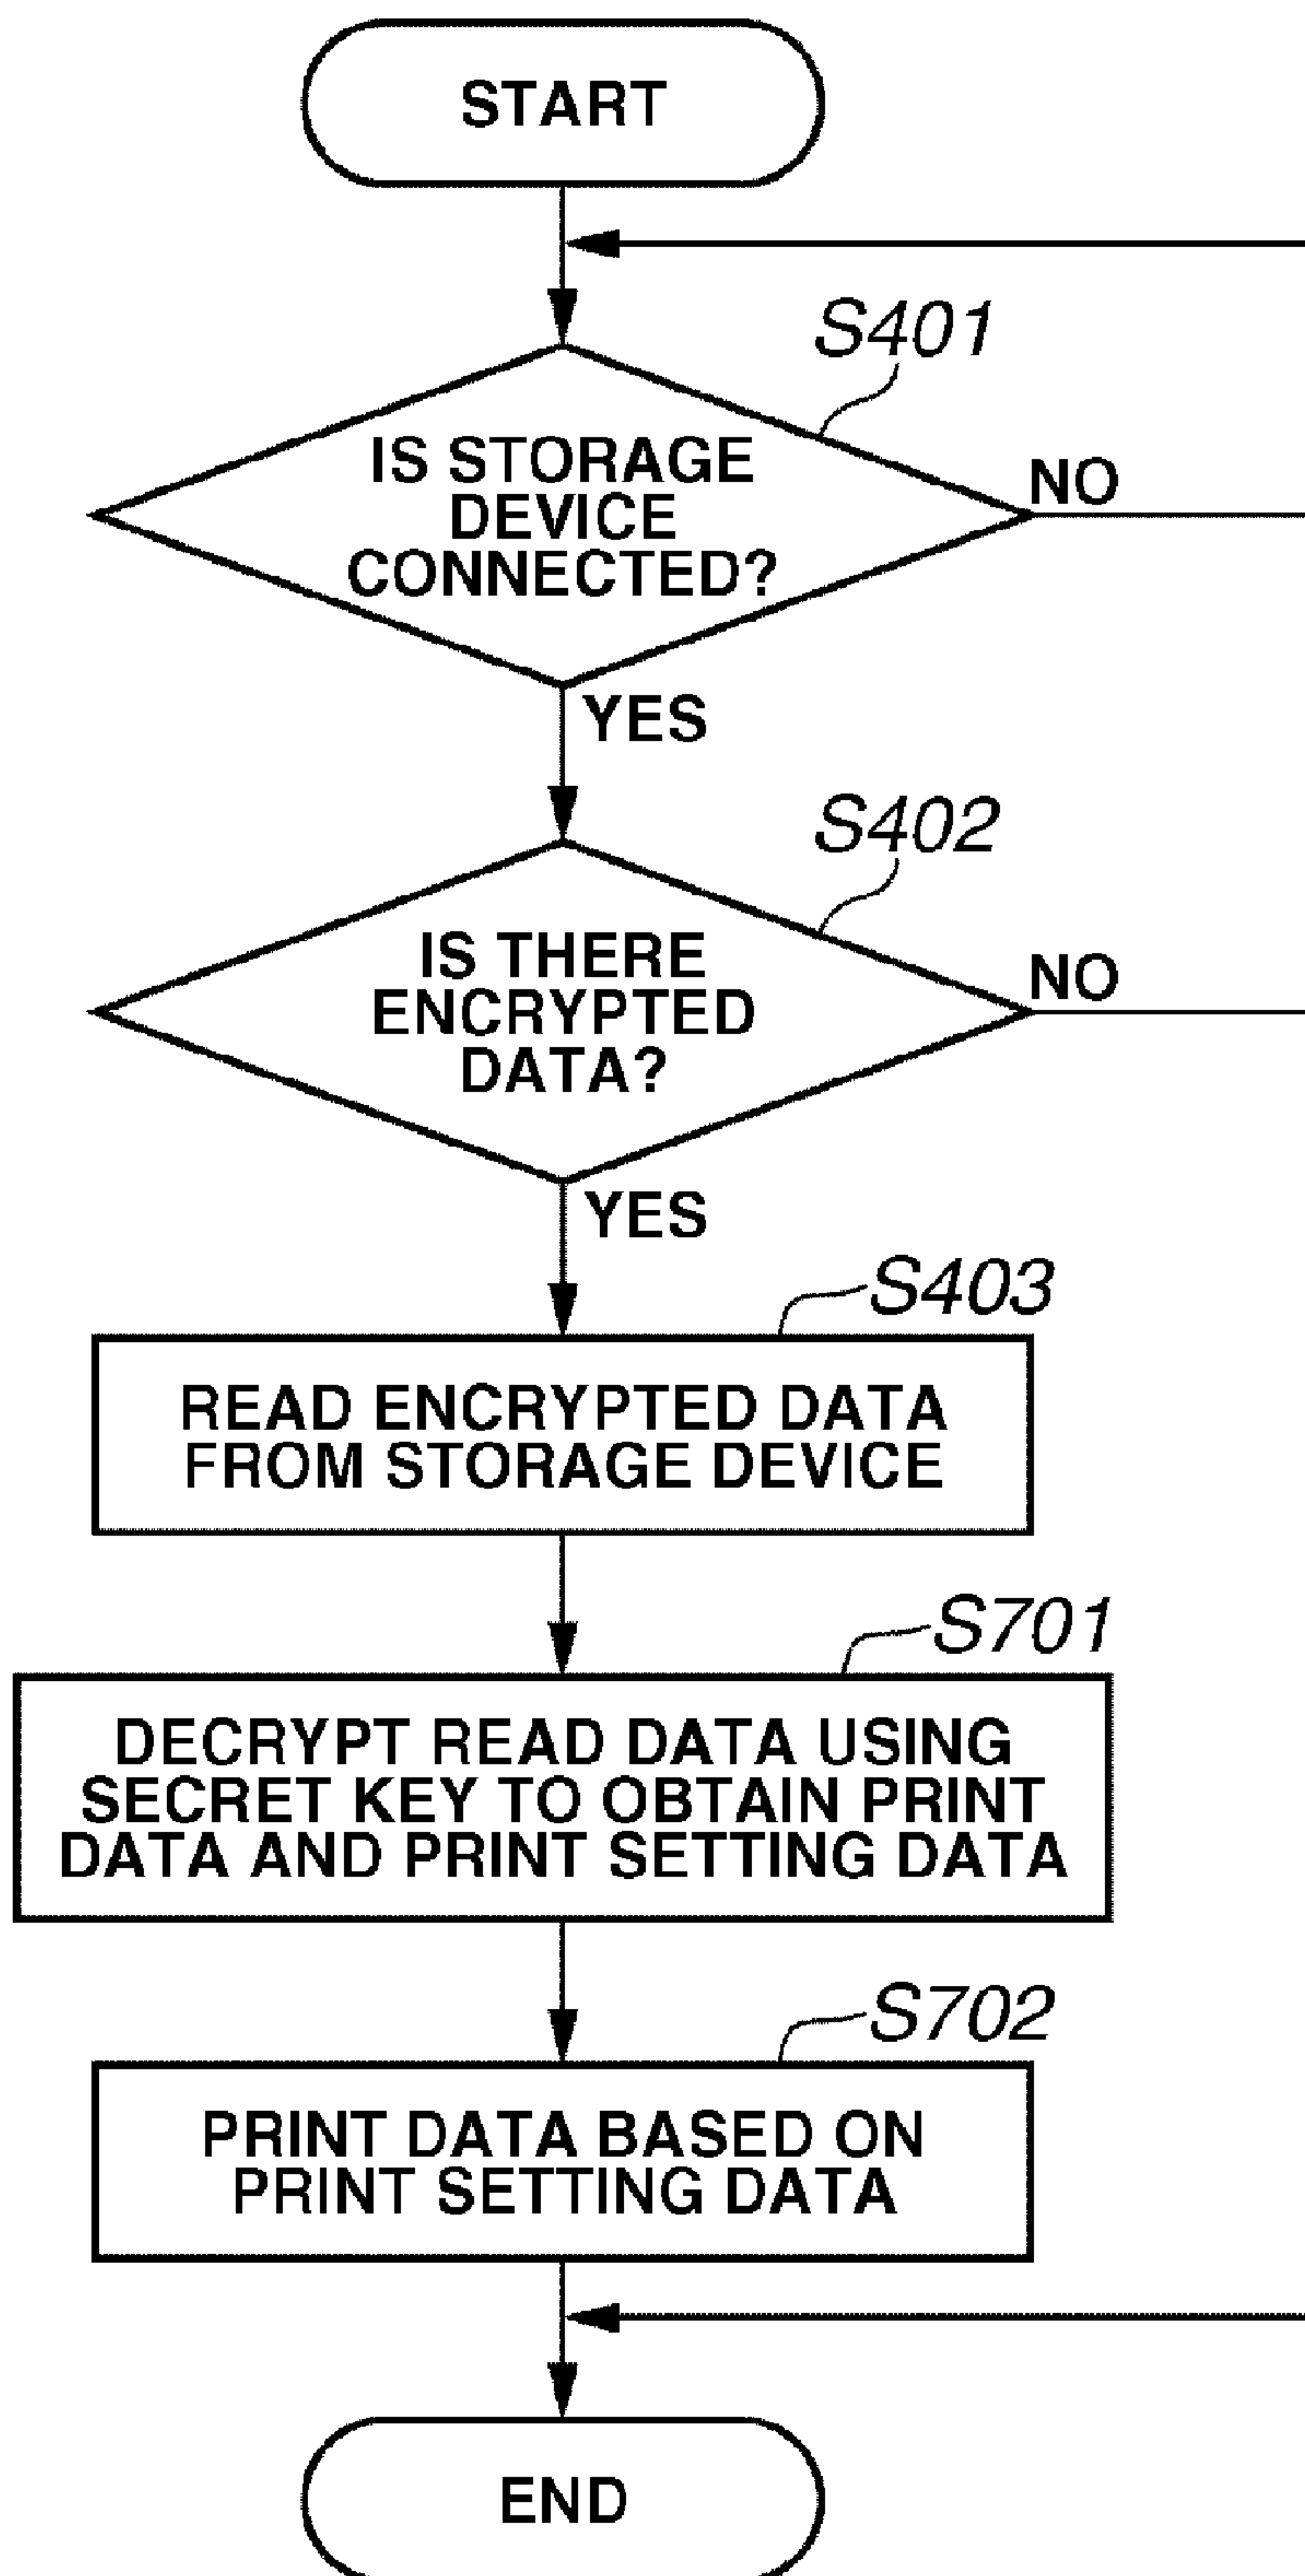 START
S401
IS STORAGE
DEVICE
CONNECTED?
NO
YES
S402
IS THERE
ENCRYPTED
DATA?
NO
YES
S403
READ ENCRYPTED DATA
FROM STORAGE DEVICE
S701
DECRYPT READ DATA USING
SECRET KEY TO OBTAIN PRINT
DATA AND PRINT SETTING DATA
S702
PRINT DATA BASED ON
PRINT SETTING DATA
END